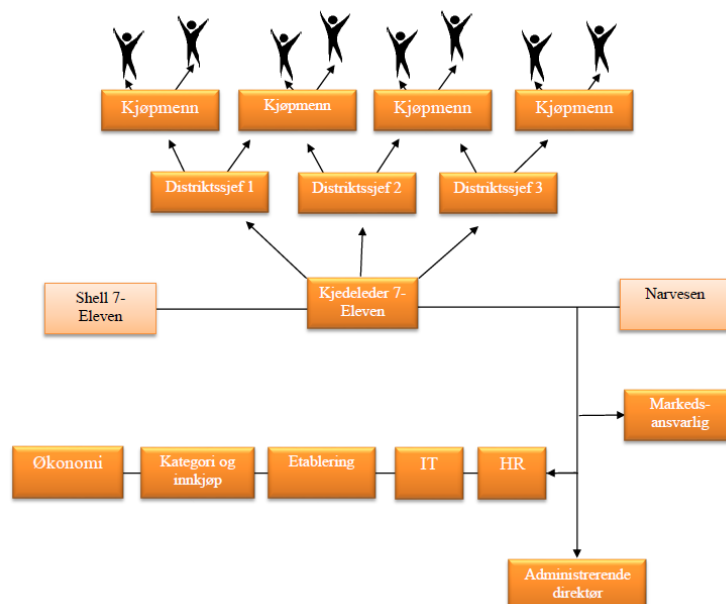 Kjøpmenn
Kjøpmenn
Kjøpmenn
Kjøpmenn
Distriktssjef 1
Distriktssjef 2
Distriktssjef 3
Shell 7-
Eleven
Kjedeleder 7-
Eleven
Narvesen
Markeds-
ansvarlig
Økonomi
Kategori og
innkjøp
Etablering
IT
HR
Administrerende
direktør